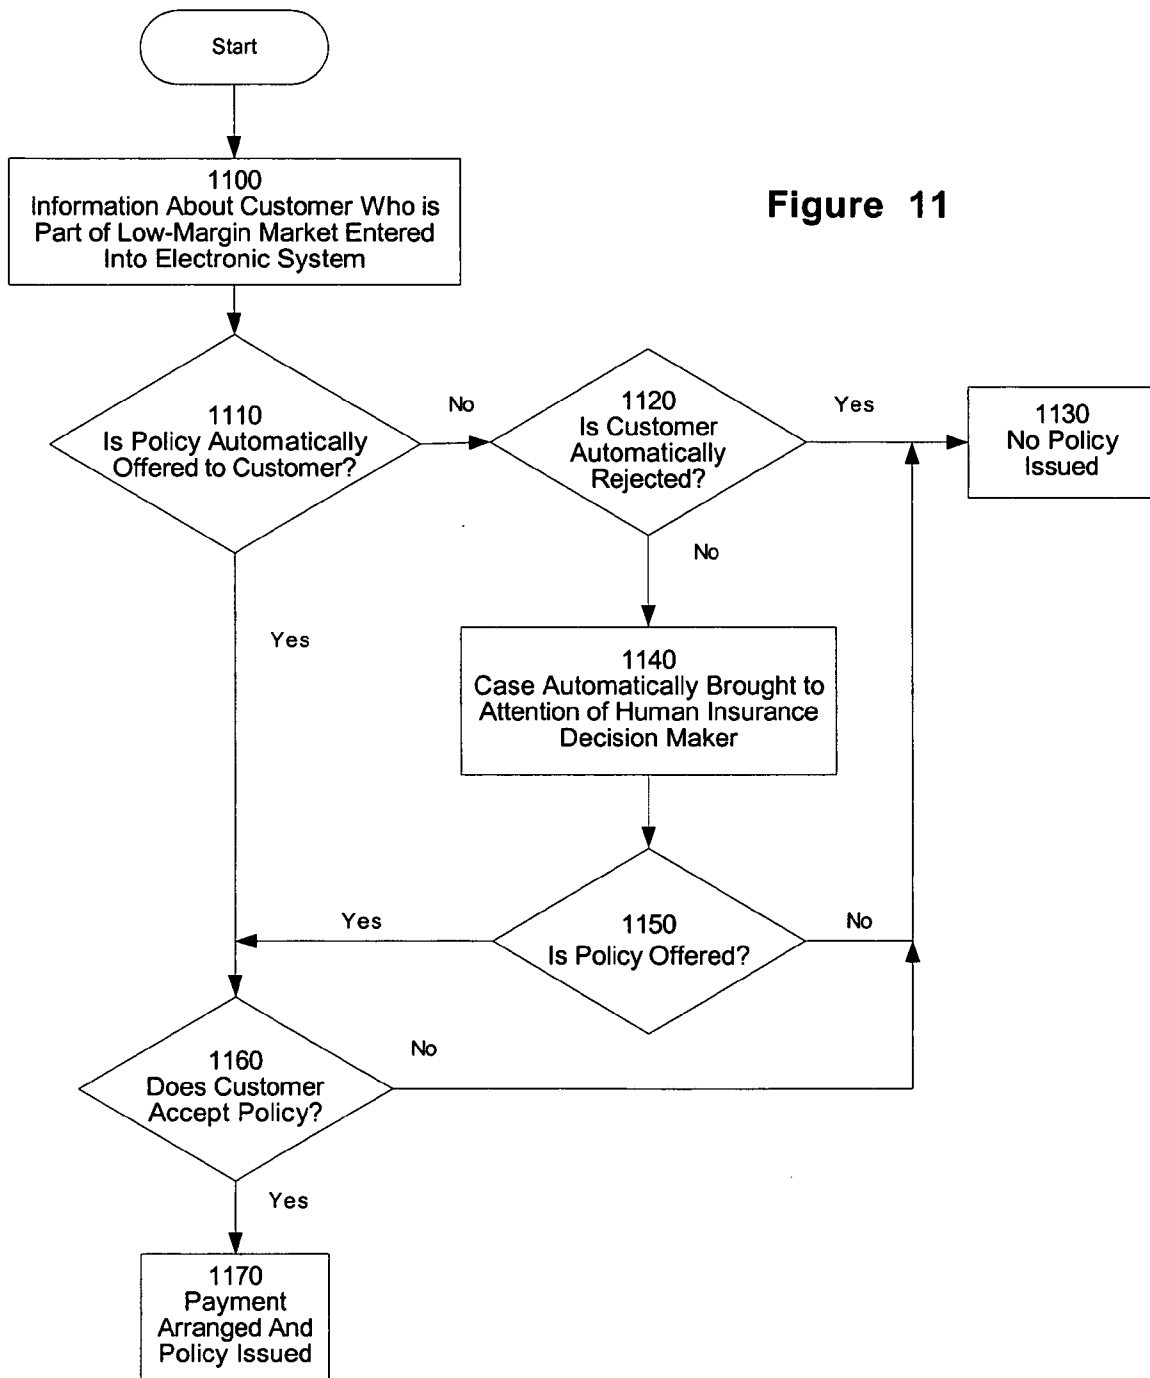 Start
1100
Information About Customer Who is
Part of Low-Margin Market Entered
Into Electronic System
Figure 11
1110
Is Policy Automatically
Offered to Customer?
No
1120
Is Customer
Automatically
Rejected?
Yes
1130
No Policy
Issued
No
Yes
1140
Case Automatically Brought to
Attention of Human Insurance
Decision Maker
Yes
1150
Is Policy Offered?
No
1160
Does Customer
Accept Policy?
No
Yes
1170
Payment
Arranged And
Policy Issued